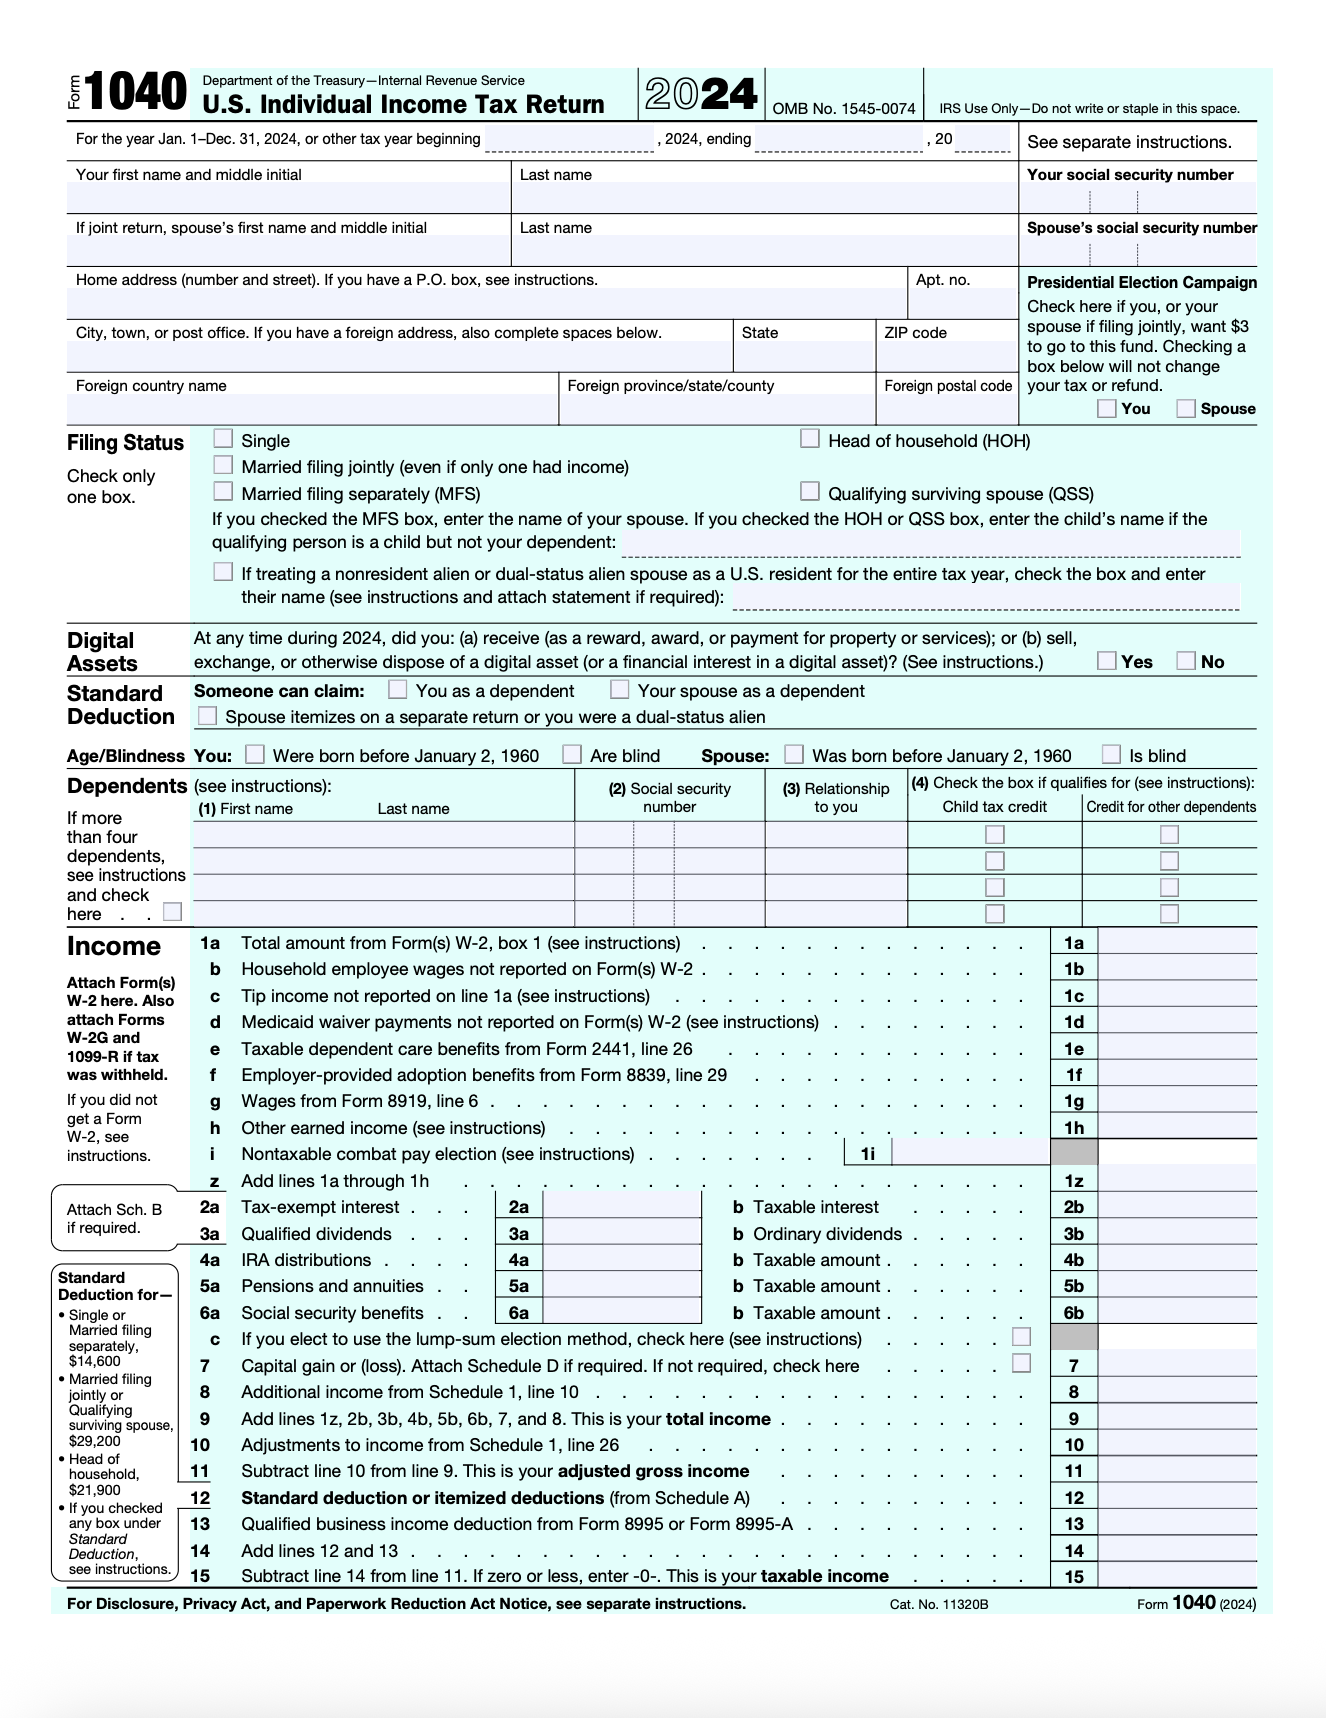 Form 1040 Department of the Treasury—Internal Revenue Service
U.S. Individual Income Tax Return
2024
OMB No. 1545-0074
IRS Use Only—Do not write or staple in this space.
For the year Jan. 1–Dec. 31, 2024, or other tax year beginning , 2024, ending , 20
See separate instructions.
Your first name and middle initial
Last name
Your social security number
If joint return, spouse’s first name and middle initial
Last name
Spouse’s social security number
Home address (number and street). If you have a P.O. box, see instructions.
Apt. no.
City, town, or post office. If you have a foreign address, also complete spaces below.
State
ZIP code
Foreign country name
Foreign province/state/county
Foreign postal code
Presidential Election Campaign
Check here if you, or your
spouse if filing jointly, want $3
to go to this fund. Checking a
box below will not change
your tax or refund.
You Spouse
Filing Status
Check only
one box.
Single
Head of household (HOH)
Married filing jointly (even if only one had income)
Married filing separately (MFS)
Qualifying surviving spouse (QSS)
If you checked the MFS box, enter the name of your spouse. If you checked the HOH or QSS box, enter the child’s name if the
qualifying person is a child but not your dependent:
If treating a nonresident alien or dual-status alien spouse as a U.S. resident for the entire tax year, check the box and enter
their name (see instructions and attach statement if required):
Digital
Assets
At any time during 2024, did you: (a) receive (as a reward, award, or payment for property or services); or (b) sell,
exchange, or otherwise dispose of a digital asset (or a financial interest in a digital asset)? (See instructions.) Yes No
Standard
Deduction
Someone can claim: You as a dependent Your spouse as a dependent
Spouse itemizes on a separate return or you were a dual-status alien
Age/Blindness You: Were born before January 2, 1960 Are blind Spouse: Was born before January 2, 1960 Is blind
Dependents (see instructions):
If more
than four
dependents,
see instructions
and check
here . .
(1) First name Last name
(2) Social security
number
(3) Relationship
to you
(4) Check the box if qualifies for (see instructions):
Child tax credit
Credit for other dependents
Income
Attach Form(s)
W-2 here. Also
attach Forms
W-2G and
1099-R if tax
was withheld.
If you did not
get a Form
W-2, see
instructions.
1a Total amount from Form(s) W-2, box 1 (see instructions) . . . . . . . . . . . . . 1a
b Household employee wages not reported on Form(s) W-2 . . . . . . . . . . . . . 1b
c Tip income not reported on line 1a (see instructions) . . . . . . . . . . . . . . 1c
d Medicaid waiver payments not reported on Form(s) W-2 (see instructions) . . . . . . . . 1d
e Taxable dependent care benefits from Form 2441, line 26 . . . . . . . . . . . . 1e
f Employer-provided adoption benefits from Form 8839, line 29 . . . . . . . . . . . 1f
g Wages from Form 8919, line 6 . . . . . . . . . . . . . . . . . . . . . 1g
h Other earned income (see instructions) . . . . . . . . . . . . . . . . . . 1h
i Nontaxable combat pay election (see instructions) . . . . . . . 1i
z Add lines 1a through 1h . . . . . . . . . . . . . . . . . . . . . . 1z
Attach Sch. B
if required.
2a Tax-exempt interest . . . 2a b Taxable interest . . . . . 2b
3a Qualified dividends . . . 3a b Ordinary dividends . . . . . 3b
4a IRA distributions . . . . 4a b Taxable amount . . . . . . 4b
5a Pensions and annuities . . 5a b Taxable amount . . . . . . 5b
6a Social security benefits . . 6a b Taxable amount . . . . . . 6b
c If you elect to use the lump-sum election method, check here (see instructions) . . . . .
7 Capital gain or (loss). Attach Schedule D if required. If not required, check here . . . . . 7
8 Additional income from Schedule 1, line 10 . . . . . . . . . . . . . . . . . 8
9 Add lines 1z, 2b, 3b, 4b, 5b, 6b, 7, and 8. This is your total income . . . . . . . . . . 9
10 Adjustments to income from Schedule 1, line 26 . . . . . . . . . . . . . . . 10
11 Subtract line 10 from line 9. This is your adjusted gross income . . . . . . . . . . 11
12 Standard deduction or itemized deductions (from Schedule A) . . . . . . . . . . 12
13 Qualified business income deduction from Form 8995 or Form 8995-A . . . . . . . . . 13
14 Add lines 12 and 13 . . . . . . . . . . . . . . . . . . . . . . . . 14
15 Subtract line 14 from line 11. If zero or less, enter -0-. This is your taxable income . . . . . 15
Standard
Deduction for—
• Single or
Married filing
separately,
$14,600
• Married filing
jointly or
Qualifying
surviving spouse,
$29,200
• Head of
household,
$21,900
• If you checked
any box under
Standard
Deduction,
see instructions.
For Disclosure, Privacy Act, and Paperwork Reduction Act Notice, see separate instructions.
Cat. No. 11320B
Form 1040 (2024)